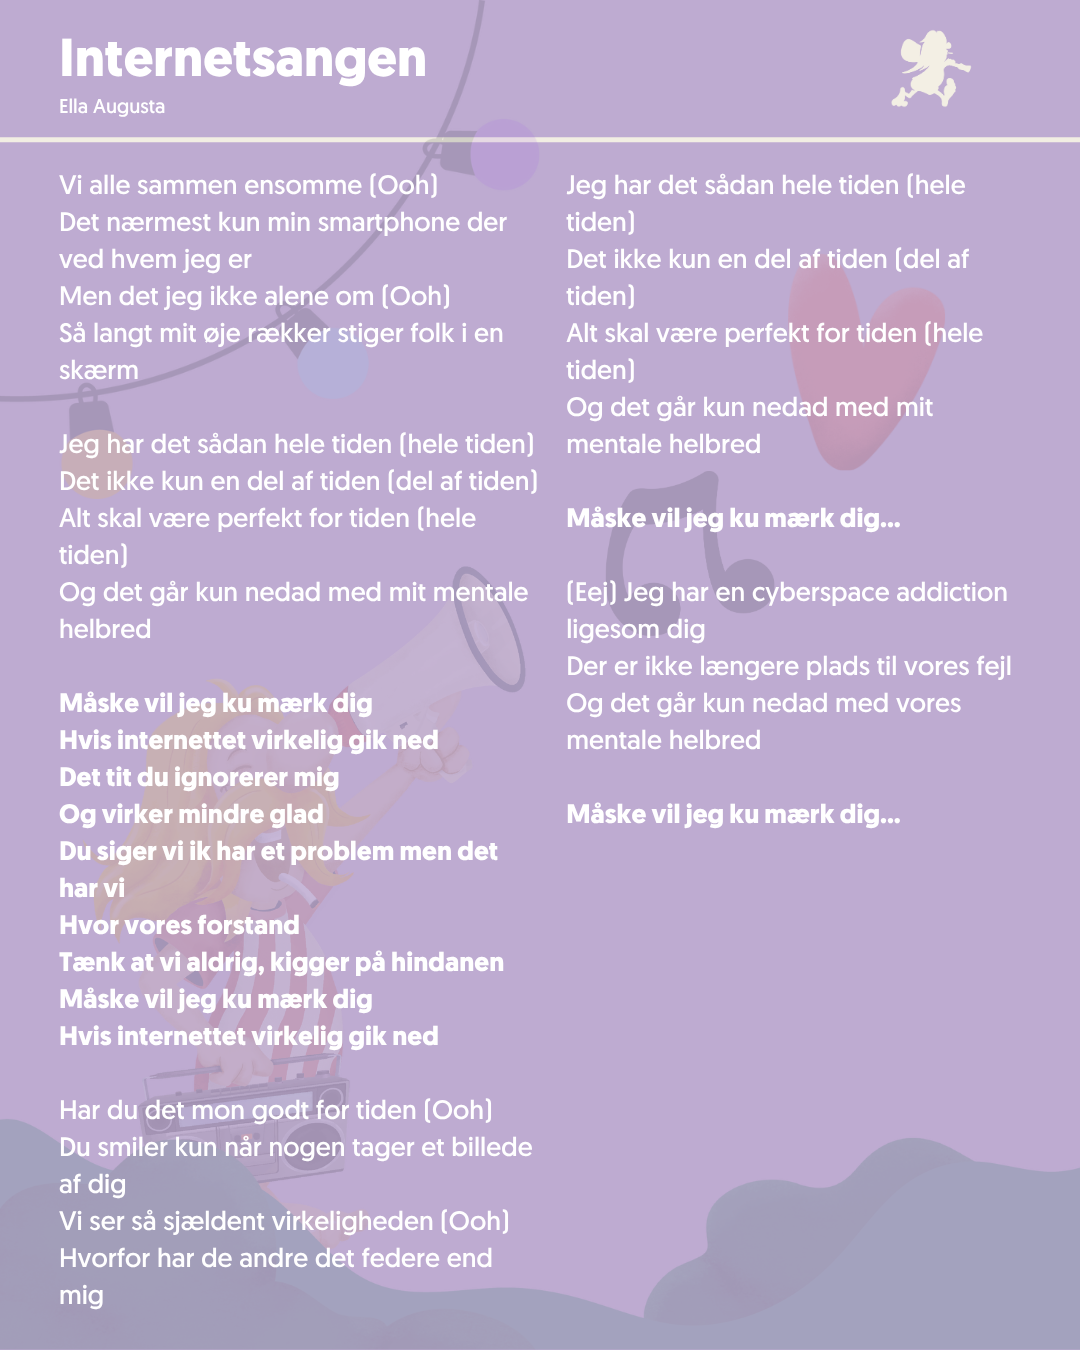 Internetsangen
Ella Augusta
Vi alle sammen ensomme (Ooh)
Det nærmest kun min smartphone der
ved hvem jeg er
Men det jeg ikke alene om (Ooh)
Så langt mit øje rækker stiger folk i en
skærm
Jeg har det sådan hele tiden (hele tiden)
Det ikke kun en del af tiden (del af tiden)
Alt skal være perfekt for tiden (hele
tiden)
Og det går kun nedad med mit mentale
helbred
Måske vil jeg ku mærk dig
Hvis internettet virkelig gik ned
Det tit du ignorerer mig
Og virker mindre glad
Du siger vi ik har et problem men det
har vi
Hvor vores forstand
Tænk at vi aldrig, kigger på hindanen
Måske vil jeg ku mærk dig
Hvis internettet virkelig gik ned
Har du det mon godt for tiden (Ooh)
Du smiler kun når nogen tager et billede
af dig
Vi ser så sjældent virkeligheden (Ooh)
Hvorfor har de andre det federe end
mig
Jeg har det sådan hele tiden (hele
tiden)
Det ikke kun en del af tiden (del af
tiden)
Alt skal være perfekt for tiden (hele
tiden)
Og det går kun nedad med mit
mentale helbred
Måske vil jeg ku mærk dig...
(Eej) Jeg har en cyberspace addiction
ligesom dig
Der er ikke længere plads til vores fejl
Og det går kun nedad med vores
mentale helbred
Måske vil jeg ku mærk dig...